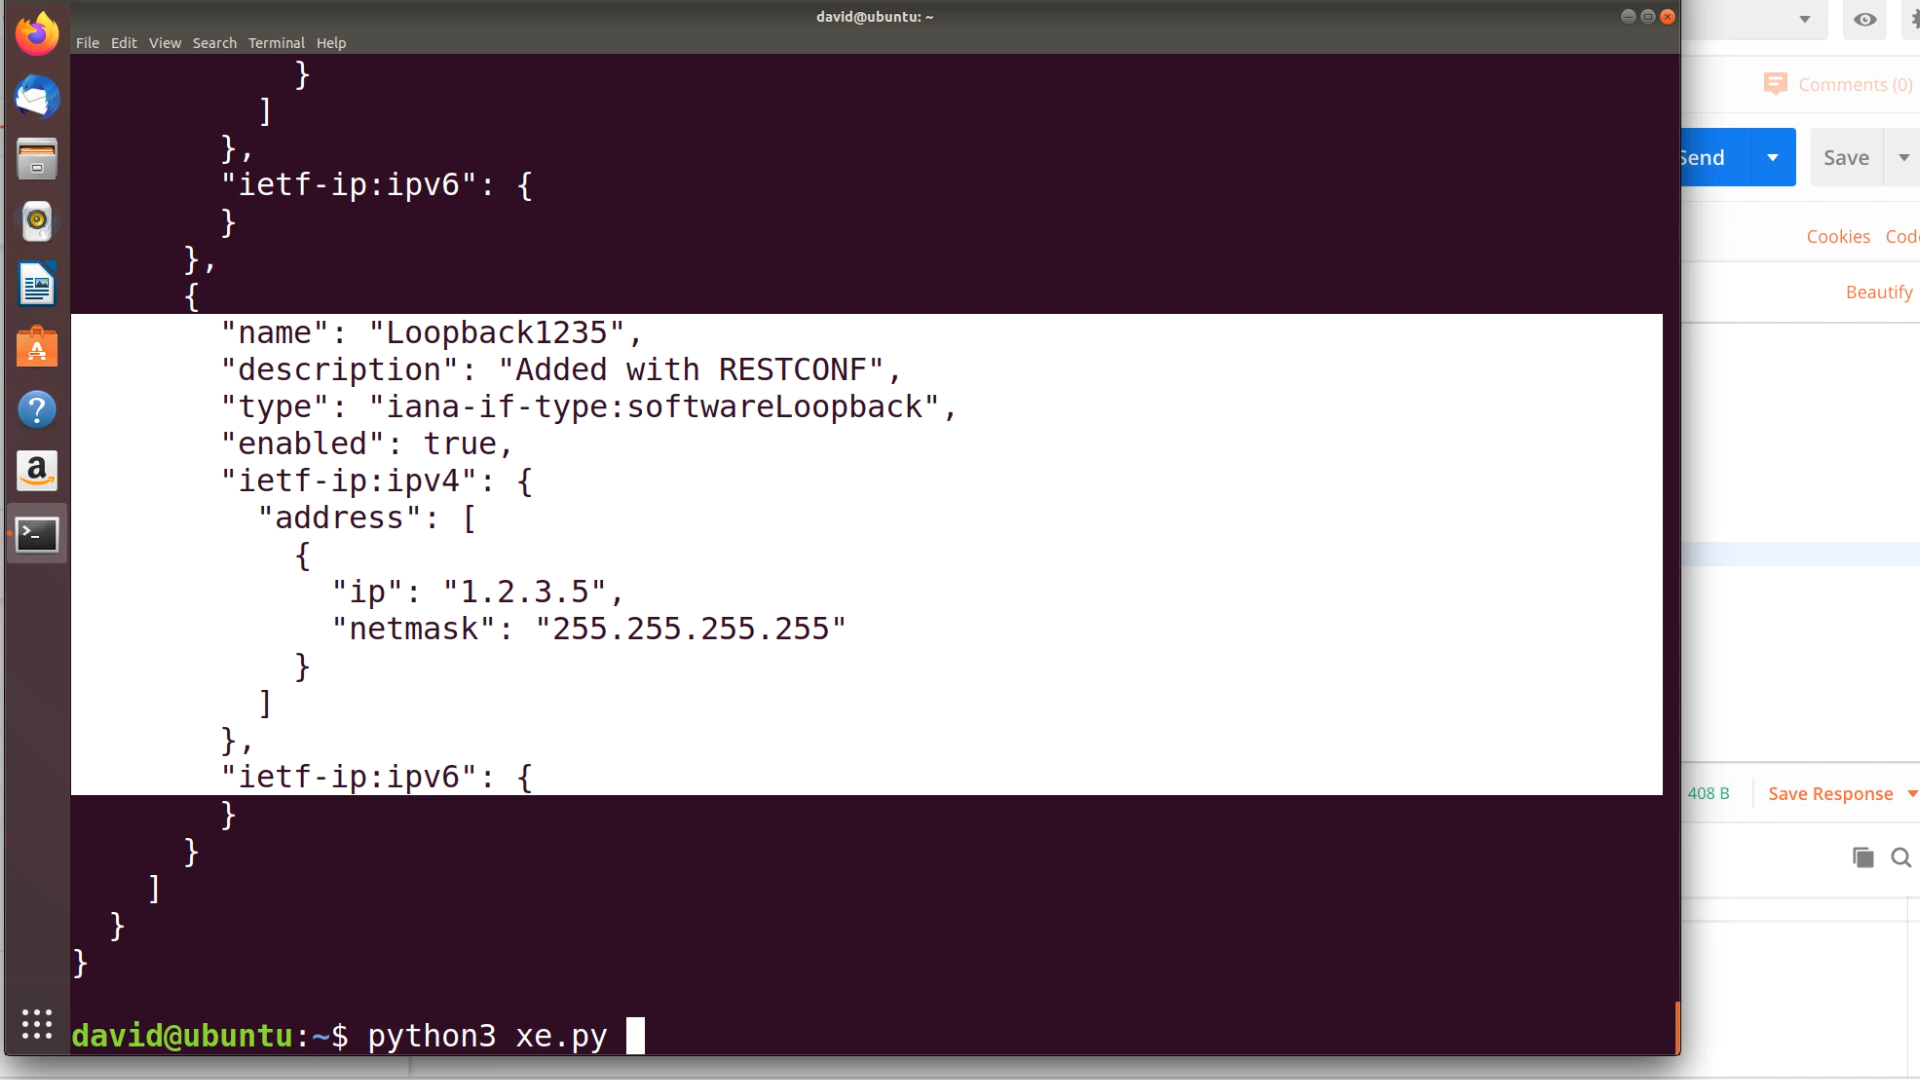 david@ubuntu: ~
File Edit View Search Terminal Help
}
]
},
"ietf-ip:ipv6": {
}
},
{
"name": "Loopback1235",
"description": "Added with RESTCONF",
"type": "iana-if-type:softwareLoopback",
"enabled": true,
"ietf-ip:ipv4": {
"address": [
{
"ip": "1.2.3.5",
"netmask": "255.255.255.255"
}
]
},
"ietf-ip:ipv6": {
}
}
]
}
}
david@ubuntu:~$ python3 xe.py
Comments (0)
Send Save
Cookies Code
Beautify
408 B Save Response